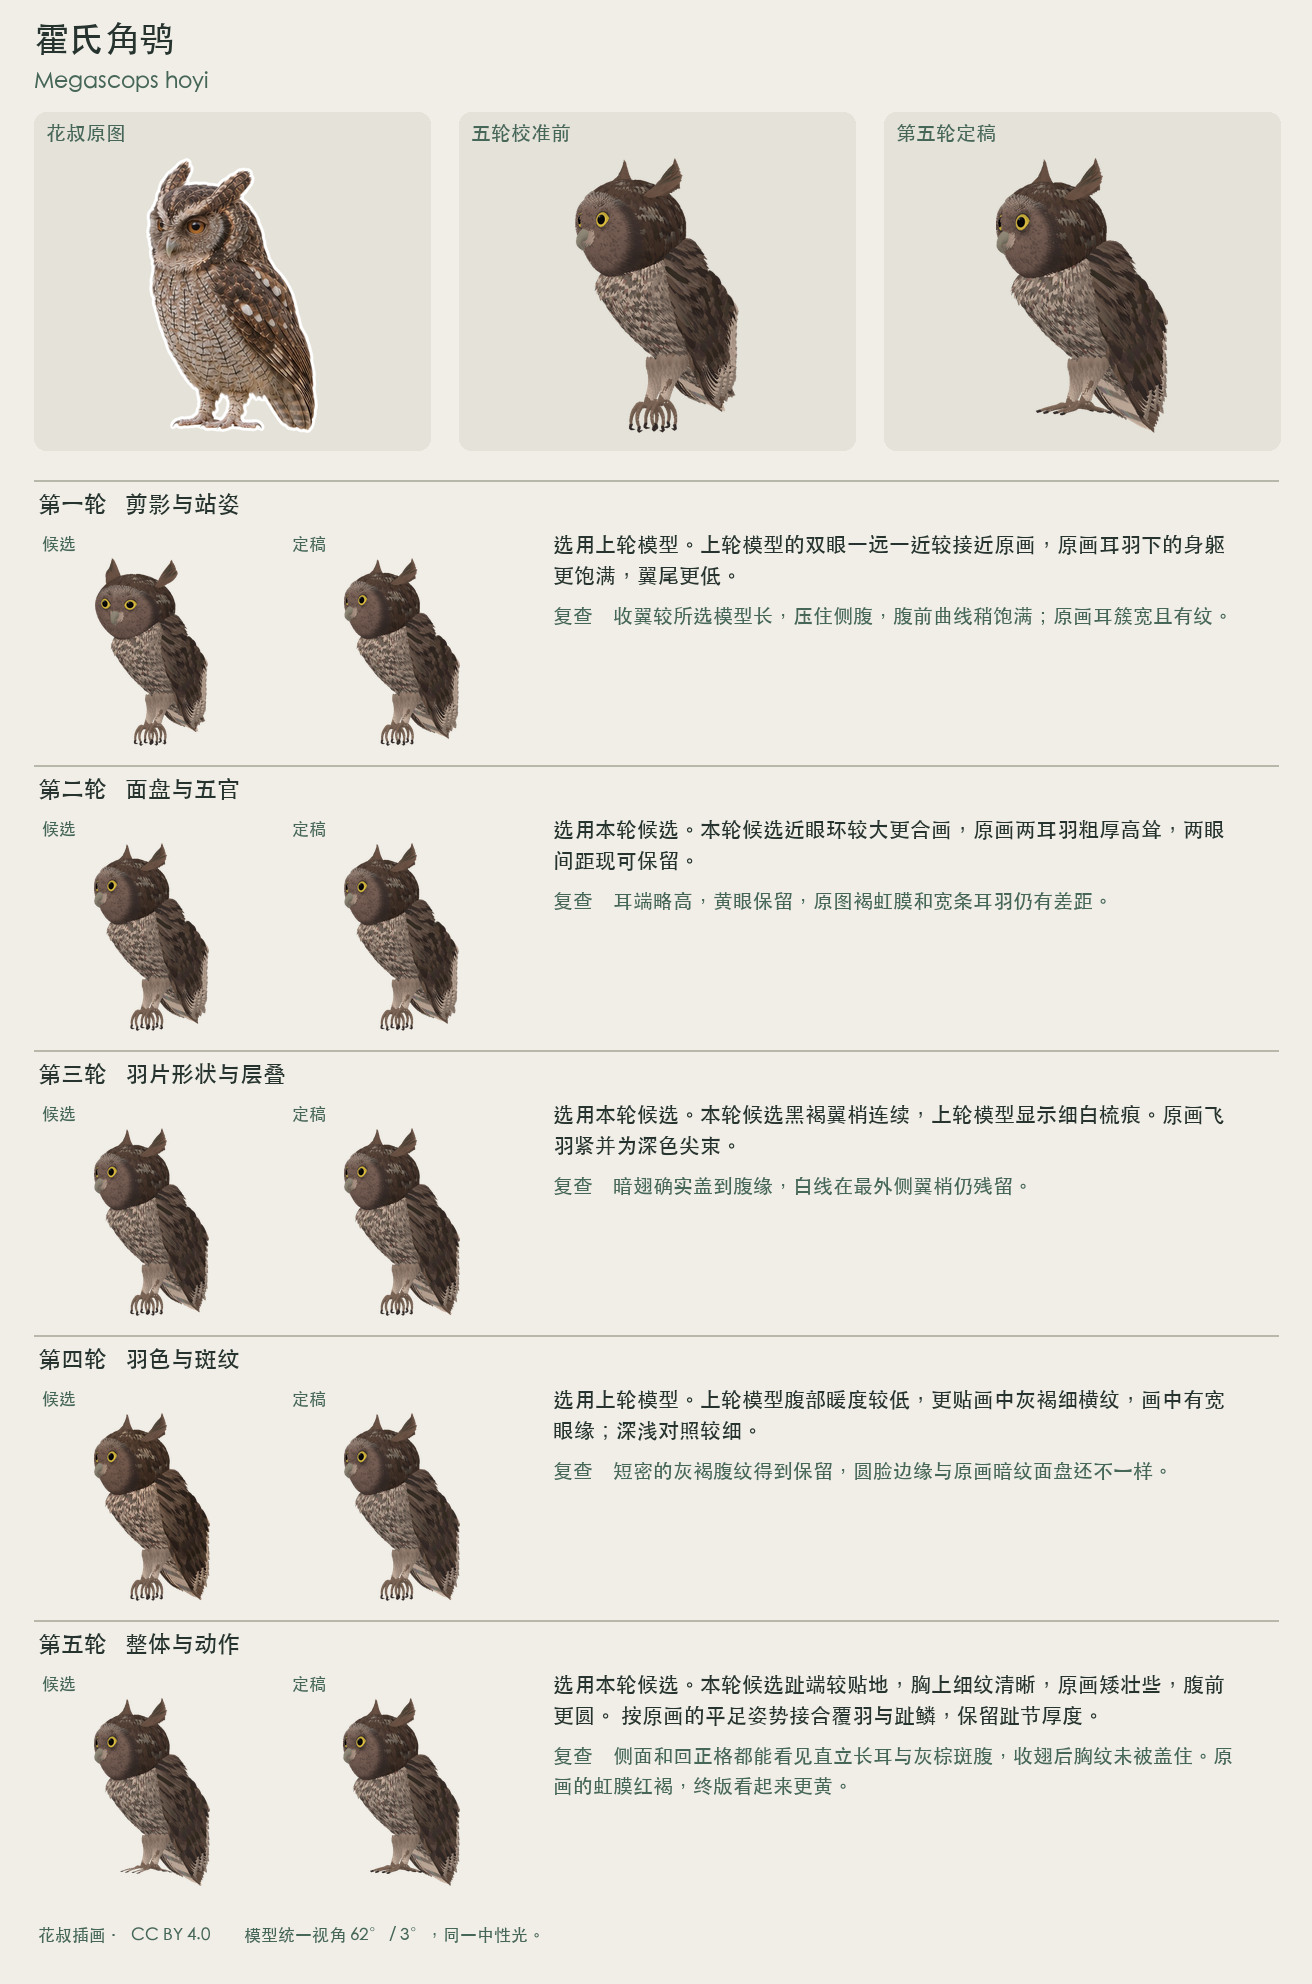 霍氏角鸮
Megascops hoyi
花叔原图
五轮校准前
第五轮定稿
第一轮 剪影与站姿
候选
定稿
选用上轮模型。上轮模型的双眼一远一近较接近原画，原画耳羽下的身躯
更饱满，翼尾更低。
复查 收翼较所选模型长，压住侧腹，腹前曲线稍饱满；原画耳簇宽且有纹。
第二轮 面盘与五官
候选
定稿
选用本轮候选。本轮候选近眼环较大更合画，原画两耳羽粗厚高耸，两眼
间距现可保留。
复查 耳端略高，黄眼保留，原图褐虹膜和宽条耳羽仍有差距。
第三轮 羽片形状与层叠
候选
定稿
选用本轮候选。本轮候选黑褐翼梢连续，上轮模型显示细白梳痕。原画飞
羽紧并为深色尖束。
复查 暗翅确实盖到腹缘，白线在最外侧翼梢仍残留。
第四轮 羽色与斑纹
候选
定稿
选用上轮模型。上轮模型腹部暖度较低，更贴画中灰褐细横纹，画中有宽
眼缘；深浅对照较细。
复查 短密的灰褐腹纹得到保留，圆脸边缘与原画暗纹面盘还不一样。
第五轮 整体与动作
候选
定稿
选用本轮候选。本轮候选趾端较贴地，胸上细纹清晰，原画矮壮些，腹前
更圆。 按原画的平足姿势接合覆羽与趾鳞，保留趾节厚度。
复查 侧面和回正格都能看见直立长耳与灰棕斑腹，收翅后胸纹未被盖住。原
画的虹膜红褐，终版看起来更黄。
花叔插画 · CC BY 4.0 模型统一视角 62° / 3° ，同一中性光。